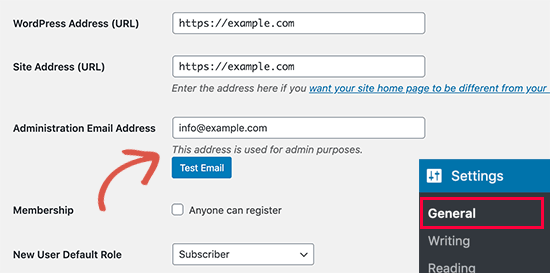 WordPress Address (URL)
https://example.com
Site Address (URL)
https://example.com
Enter the address here if you want your site home page to be different from your
Administration Email Address
info@example.com
This address is used for admin purposes.
Test Email
Membership
Anyone can register
New User Default Role
Subscriber
Settings
General
Writing
Reading